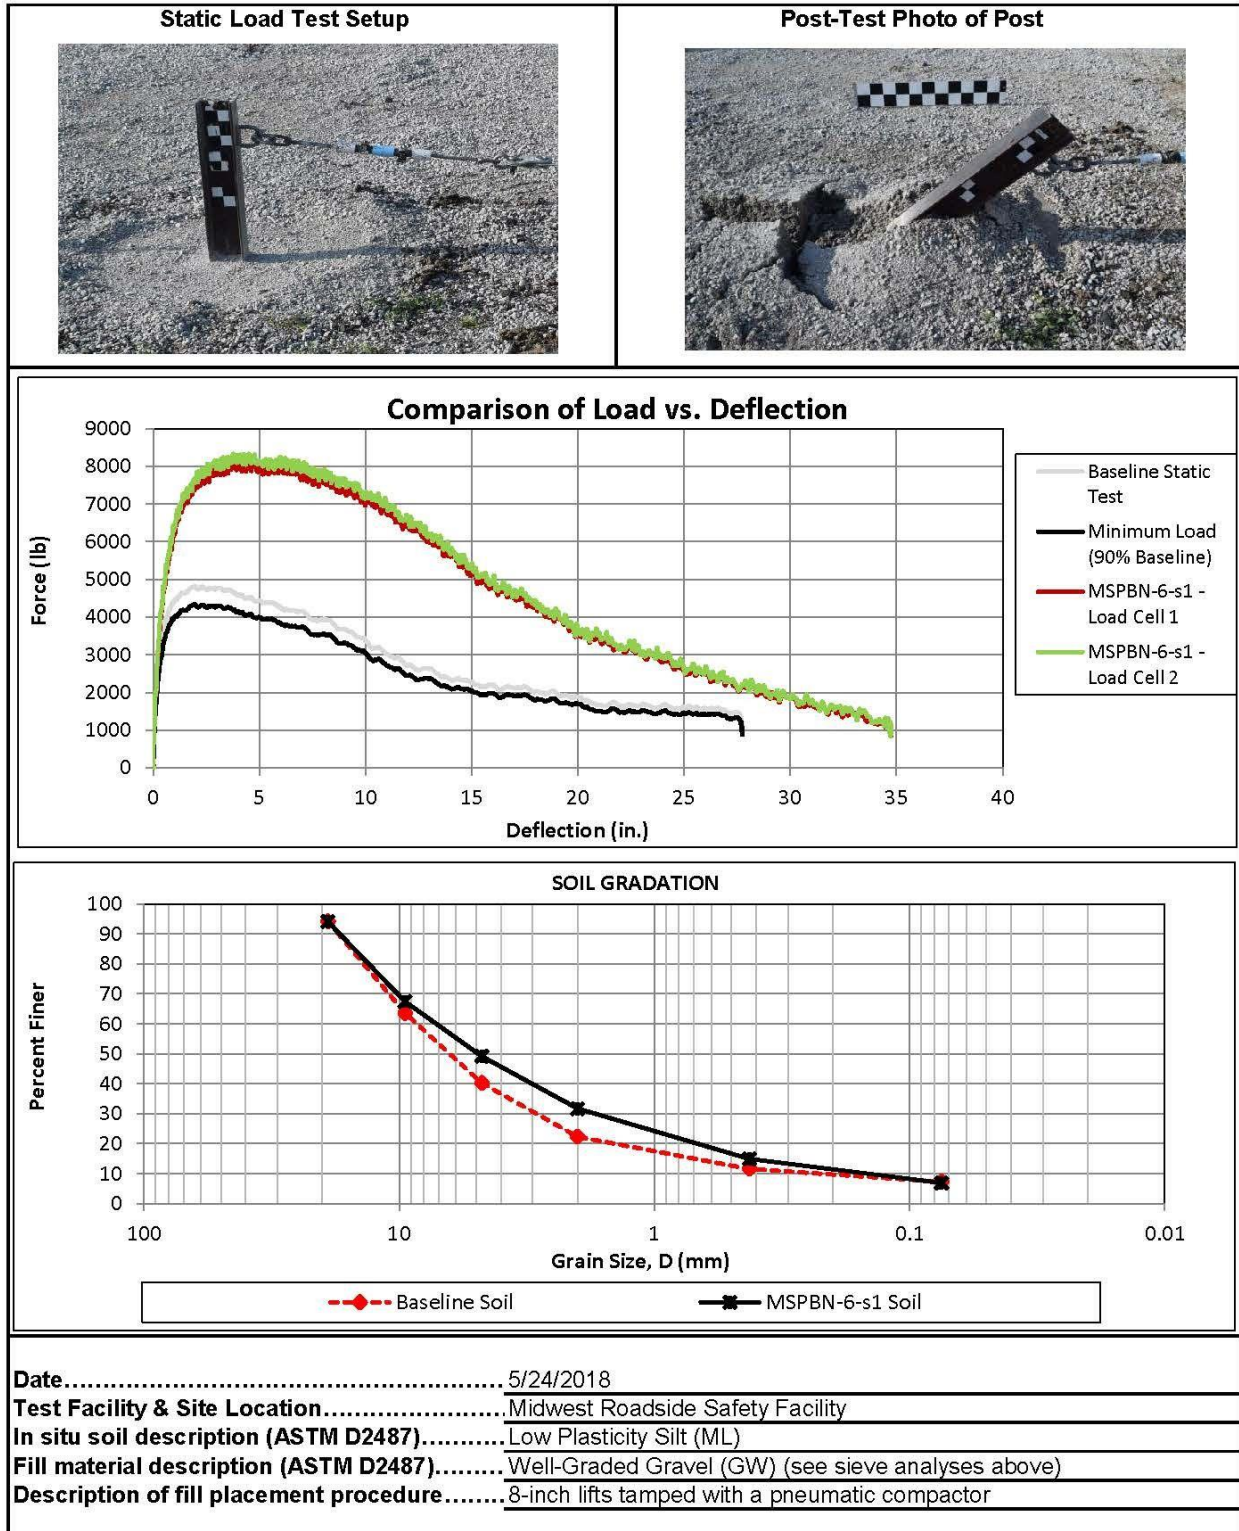 Static Load Test Setup
Post-Test Photo of Post
Comparison of Load vs. Deflection
9000
8000
7000
6000
5000
4000
3000
2000
1000
0
Force (lb)
0 5 10 15 20 25 30 35 40
Deflection (in.)
Baseline Static
Test
Minimum Load
(90% Baseline)
MSPBN-6-s1 -
Load Cell 1
MSPBN-6-s1 -
Load Cell 2
SOIL GRADATION
100
90
80
70
60
50
40
30
20
10
0
Percent Finer
100 10 1 0.1 0.01
Grain Size, D (mm)
Baseline Soil MSPBN-6-s1 Soil
Date.................................................... 5/24/2018
Test Facility & Site Location..................... Midwest Roadside Safety Facility
In situ soil description (ASTM D2487)........... Low Plasticity Silt (ML)
Fill material description (ASTM D2487)......... Well-Graded Gravel (GW) (see sieve analyses above)
Description of fill placement procedure........ 8-inch lifts tamped with a pneumatic compactor